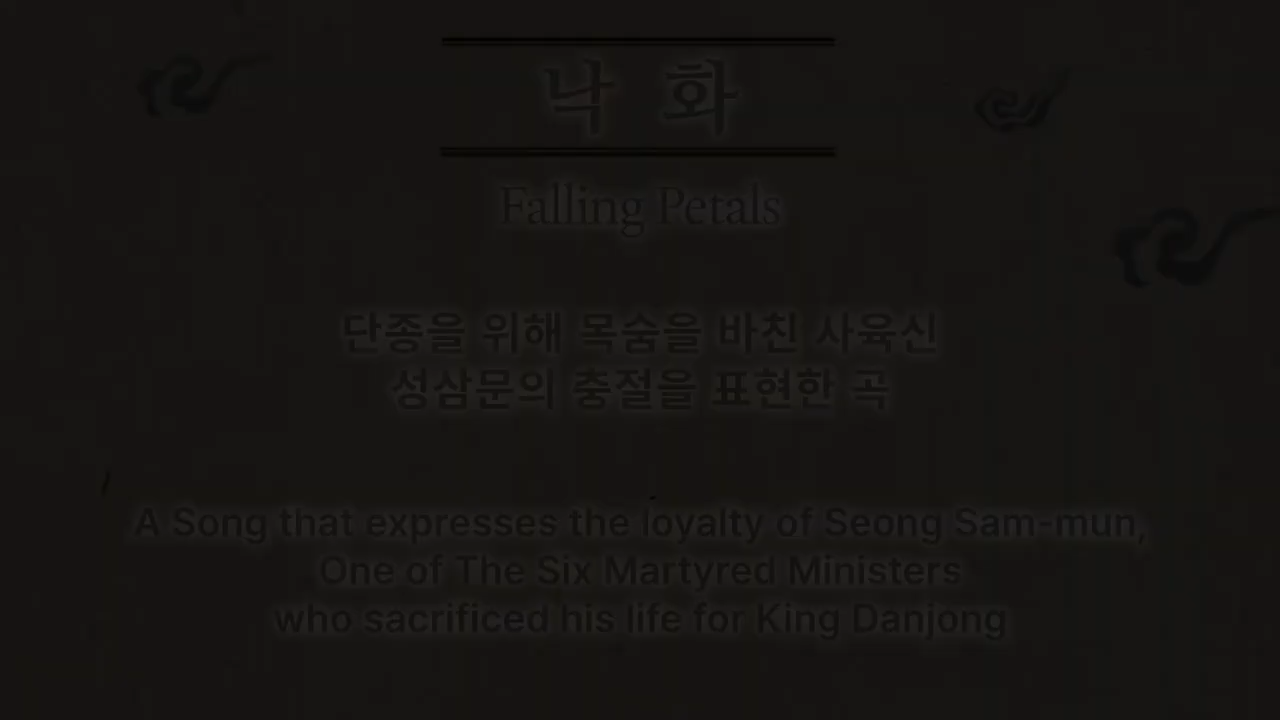 낙 화
Falling Petals
단종을 위해 목숨을 바친 사육신
성삼문의 충절을 표현한 곡
A Song that expresses the loyalty of Seong Sam-mun,
One of The Six Martyred Ministers
who sacrificed his life for King Danjong